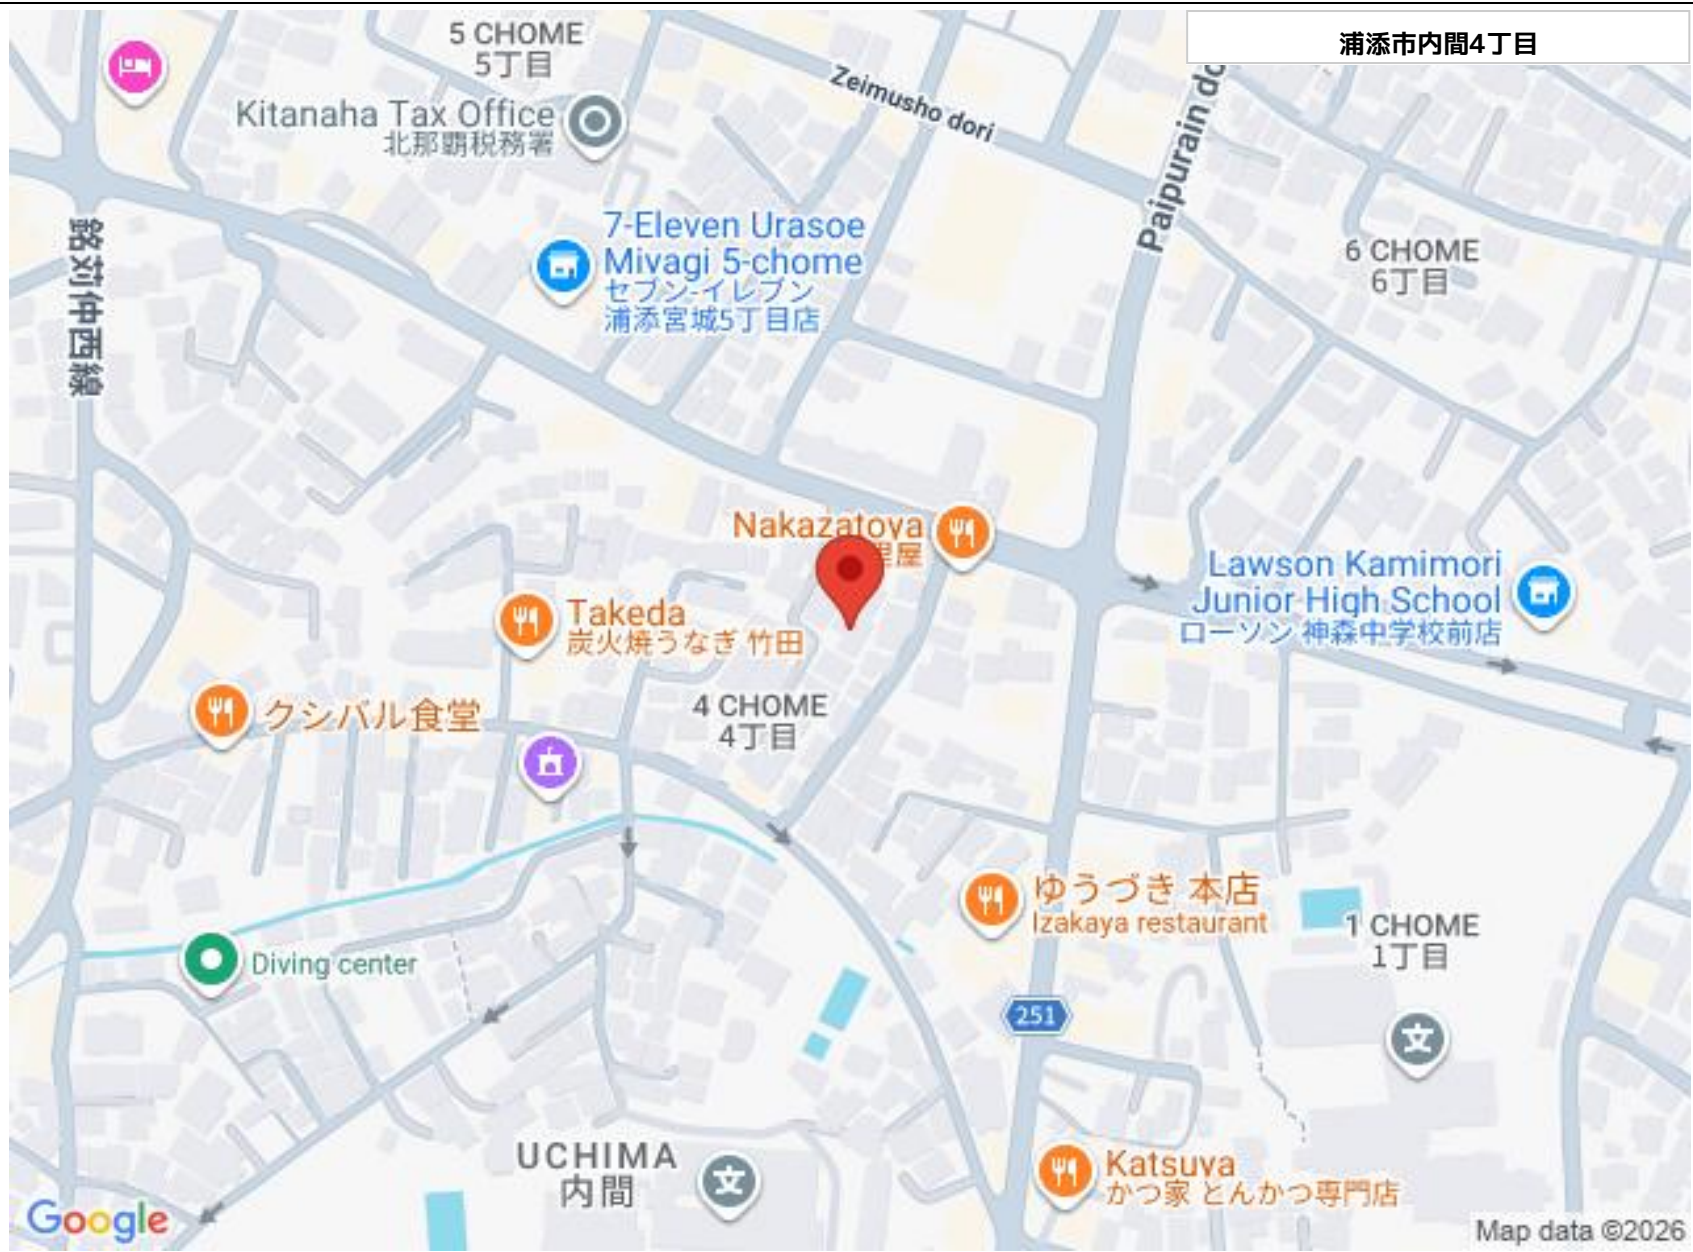 浦添市内間4丁目
5 CHOME
5丁目
Zeimusho dori
Kitanaha Tax Office
北那覇税務署
銘苅仲西線
7-Eleven Urasoe
Miyagi 5-chome
セブン-イレブン
浦添宮城5丁目店
Paipurain do
6 CHOME
6丁目
Nakazatoya
里屋
Lawson Kamimori
Junior High School
ローソン 神森中学校前店
Takeda
炭火焼うなぎ 竹田
クシバル食堂
4 CHOME
4丁目
ゆうづき 本店
Izakaya restaurant
1 CHOME
1丁目
Diving center
251
文
UCHIMA
内間
文
Katsuya
かつ家 とんかつ専門店
Google
Map data ©2026